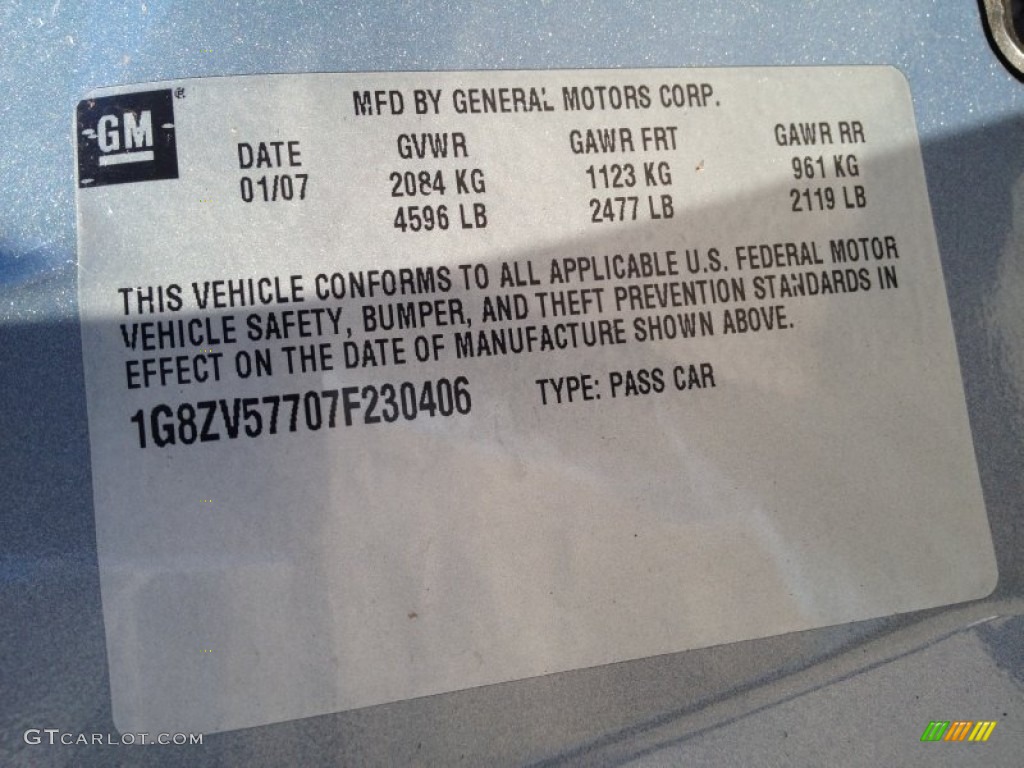 GM®
MFD BY GENERAL MOTORS CORP.
DATE GVWR GAWR FRT GAWR RR
01/07 2084 KG 1123 KG 961 KG
4596 LB 2477 LB 2119 LB
THIS VEHICLE CONFORMS TO ALL APPLICABLE U.S. FEDERAL MOTOR
VEHICLE SAFETY, BUMPER, AND THEFT PREVENTION STANDARDS IN
EFFECT ON THE DATE OF MANUFACTURE SHOWN ABOVE.
1G8ZV57707F230406 TYPE: PASS CAR
GTCARLOT.COM